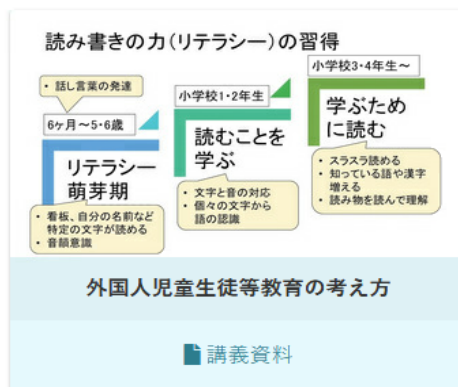 読み書きの力（リテラシー）の習得
・話し言葉の発達
6ヶ月～5・6歳
リテラシー
萌芽期
・看板、自分の名前など
特定の文字が読める
・音韻意識
小学校1・2年生
読むことを
学ぶ
・文字と音の対応
・個々の文字から
語の認識
小学校3・4年生～
学ぶため
に読む
・スラスラ読める
・知っている語や漢字
増える
・読み物を読んで理解
外国人児童生徒等教育の考え方
講義資料